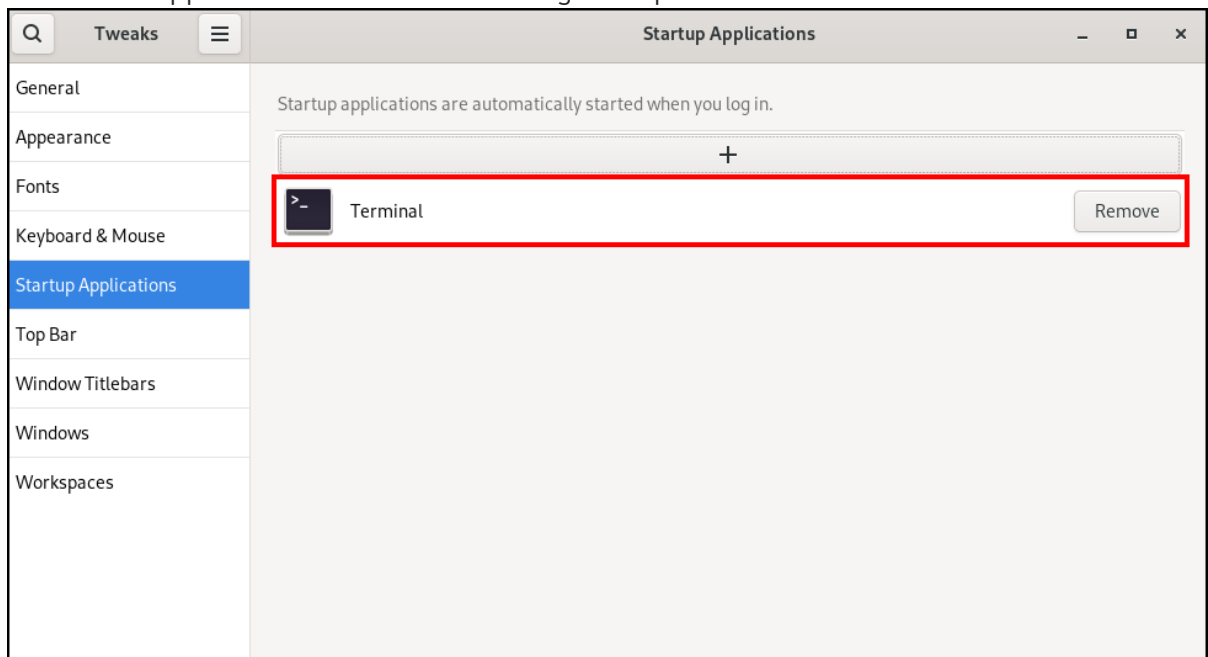 Tweaks
Startup Applications
General
Appearance
Fonts
Keyboard & Mouse
Startup Applications
Top Bar
Window Titlebars
Windows
Workspaces
Startup applications are automatically started when you log in.
+
>_
Terminal
Remove